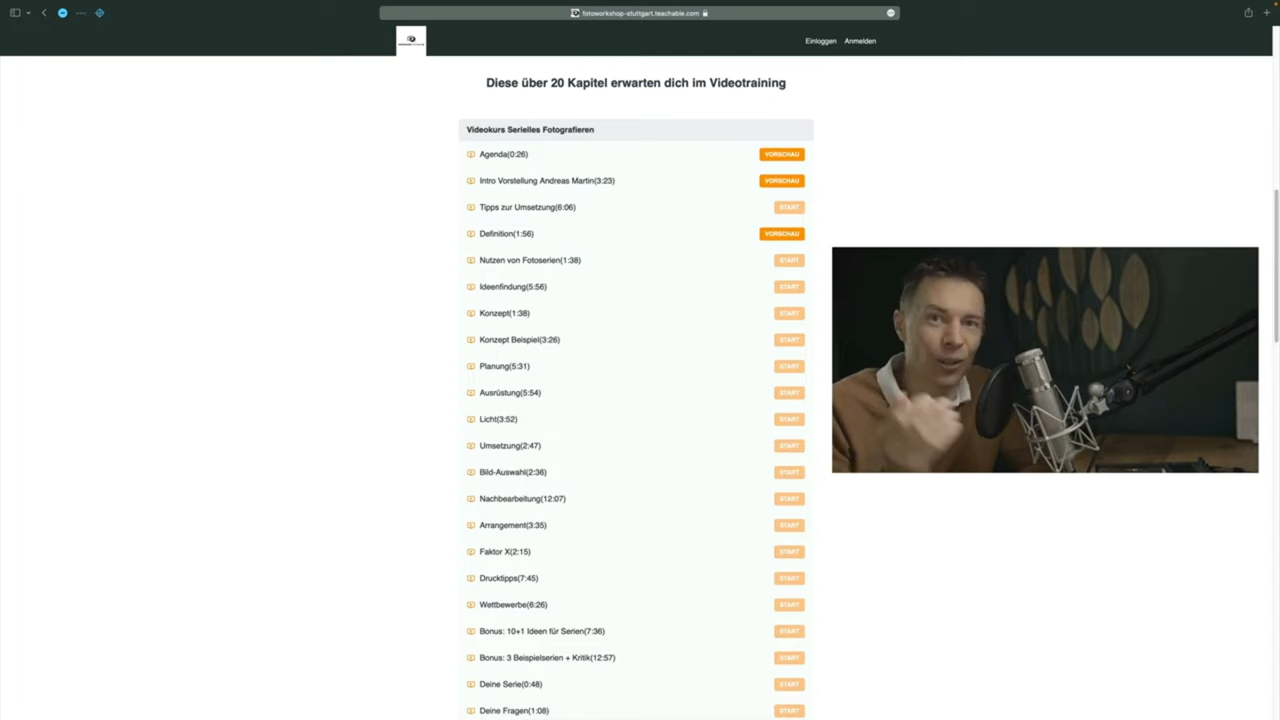 fotoworkshop-stuttgart.teachable.com
Einloggen Anmelden
Diese über 20 Kapitel erwarten dich im Videotraining
Videokurs Serielles Fotografieren
Agenda(0:26) VORSCHAU
Intro Vorstellung Andreas Martin(3:23) VORSCHAU
Tipps zur Umsetzung(6:06) START
Definition(1:56) VORSCHAU
Nutzen von Fotoserien(1:38) START
Ideenfindung(5:56) START
Konzept(1:38) START
Konzept Beispiel(3:26) START
Planung(5:31) START
Ausrüstung(5:54) START
Licht(3:52) START
Umsetzung(2:47) START
Bild-Auswahl(2:36) START
Nachbearbeitung(12:07) START
Arrangement(3:35) START
Faktor X(2:15) START
Drucktipps(7:45) START
Wettbewerbe(6:26) START
Bonus: 10+1 Ideen für Serien(7:36) START
Bonus: 3 Beispielserien + Kritik(12:57) START
Deine Serie(0:48) START
Deine Fragen(1:08) START